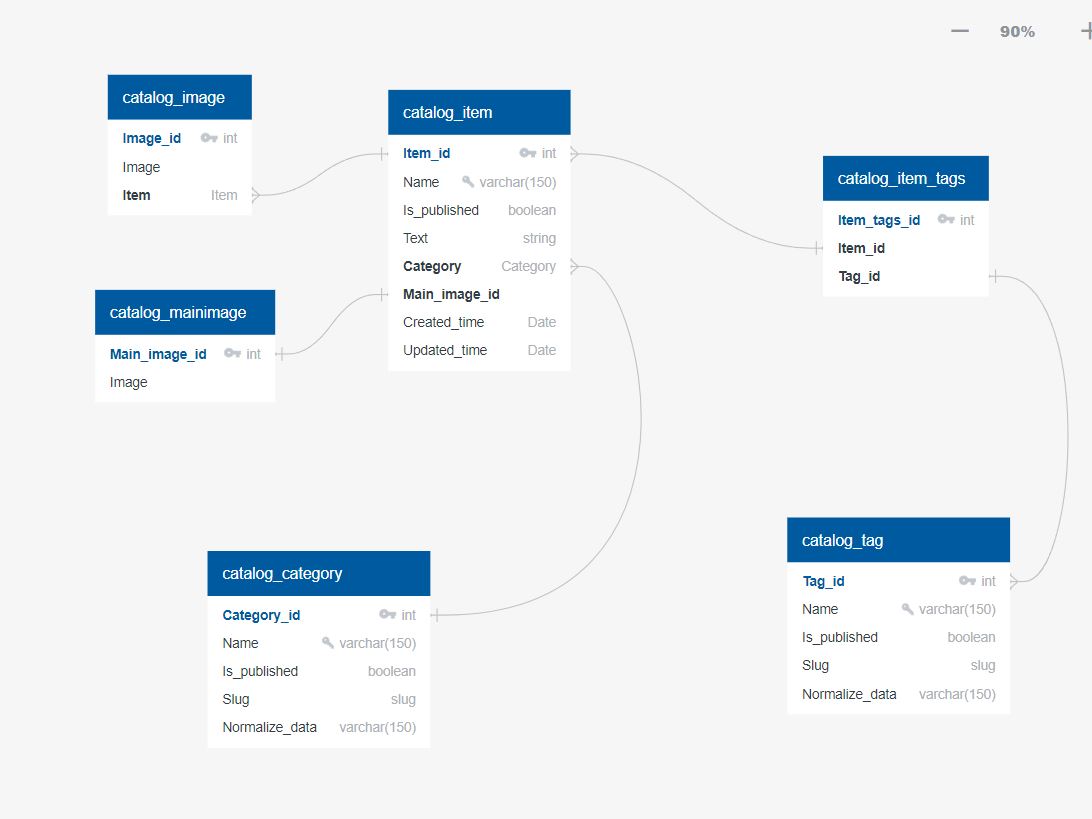 90%
catalog_image
Image_id int
Image
Item Item
catalog_item
Item_id int
Name varchar(150)
Is_published boolean
Text string
Category Category
Main_image_id
Created_time Date
Updated_time Date
catalog_item_tags
Item_tags_id int
Item_id
Tag_id
catalog_mainimage
Main_image_id int
Image
catalog_category
Category_id int
Name varchar(150)
Is_published boolean
Slug slug
Normalize_data varchar(150)
catalog_tag
Tag_id int
Name varchar(150)
Is_published boolean
Slug slug
Normalize_data varchar(150)